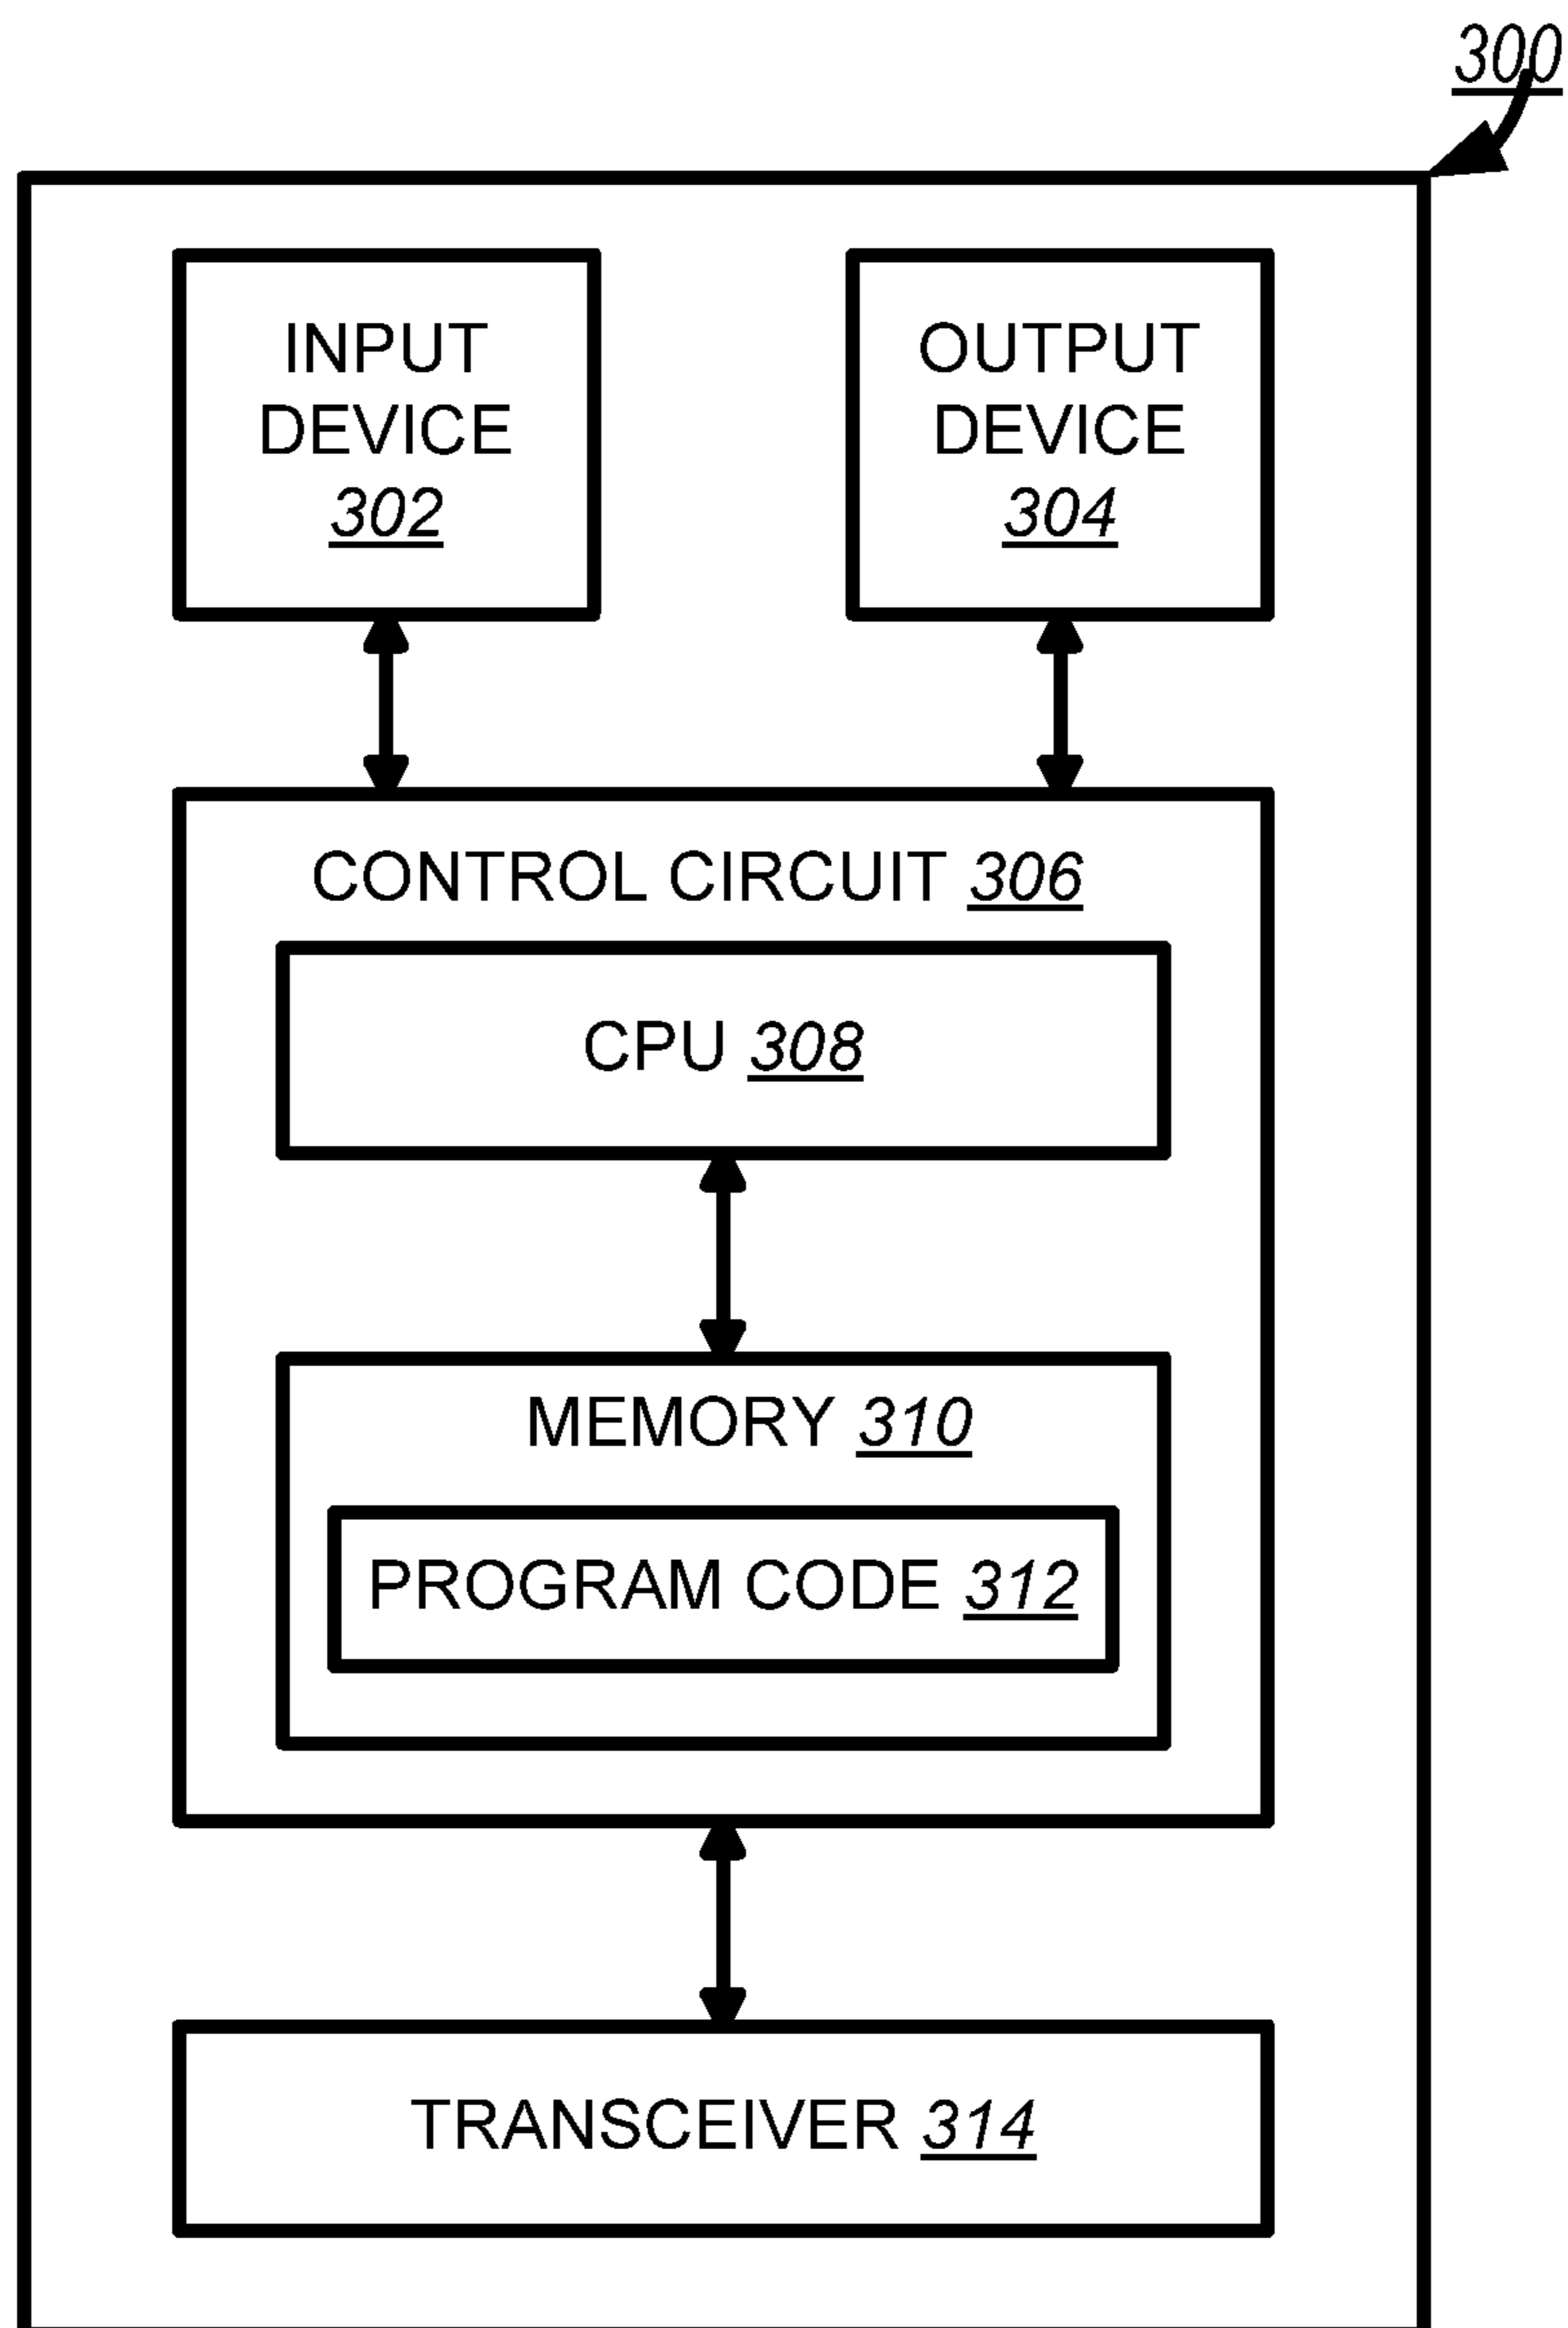 300
INPUT
DEVICE
302
OUTPUT
DEVICE
304
CONTROL CIRCUIT 306
CPU 308
MEMORY 310
PROGRAM CODE 312
TRANSCEIVER 314